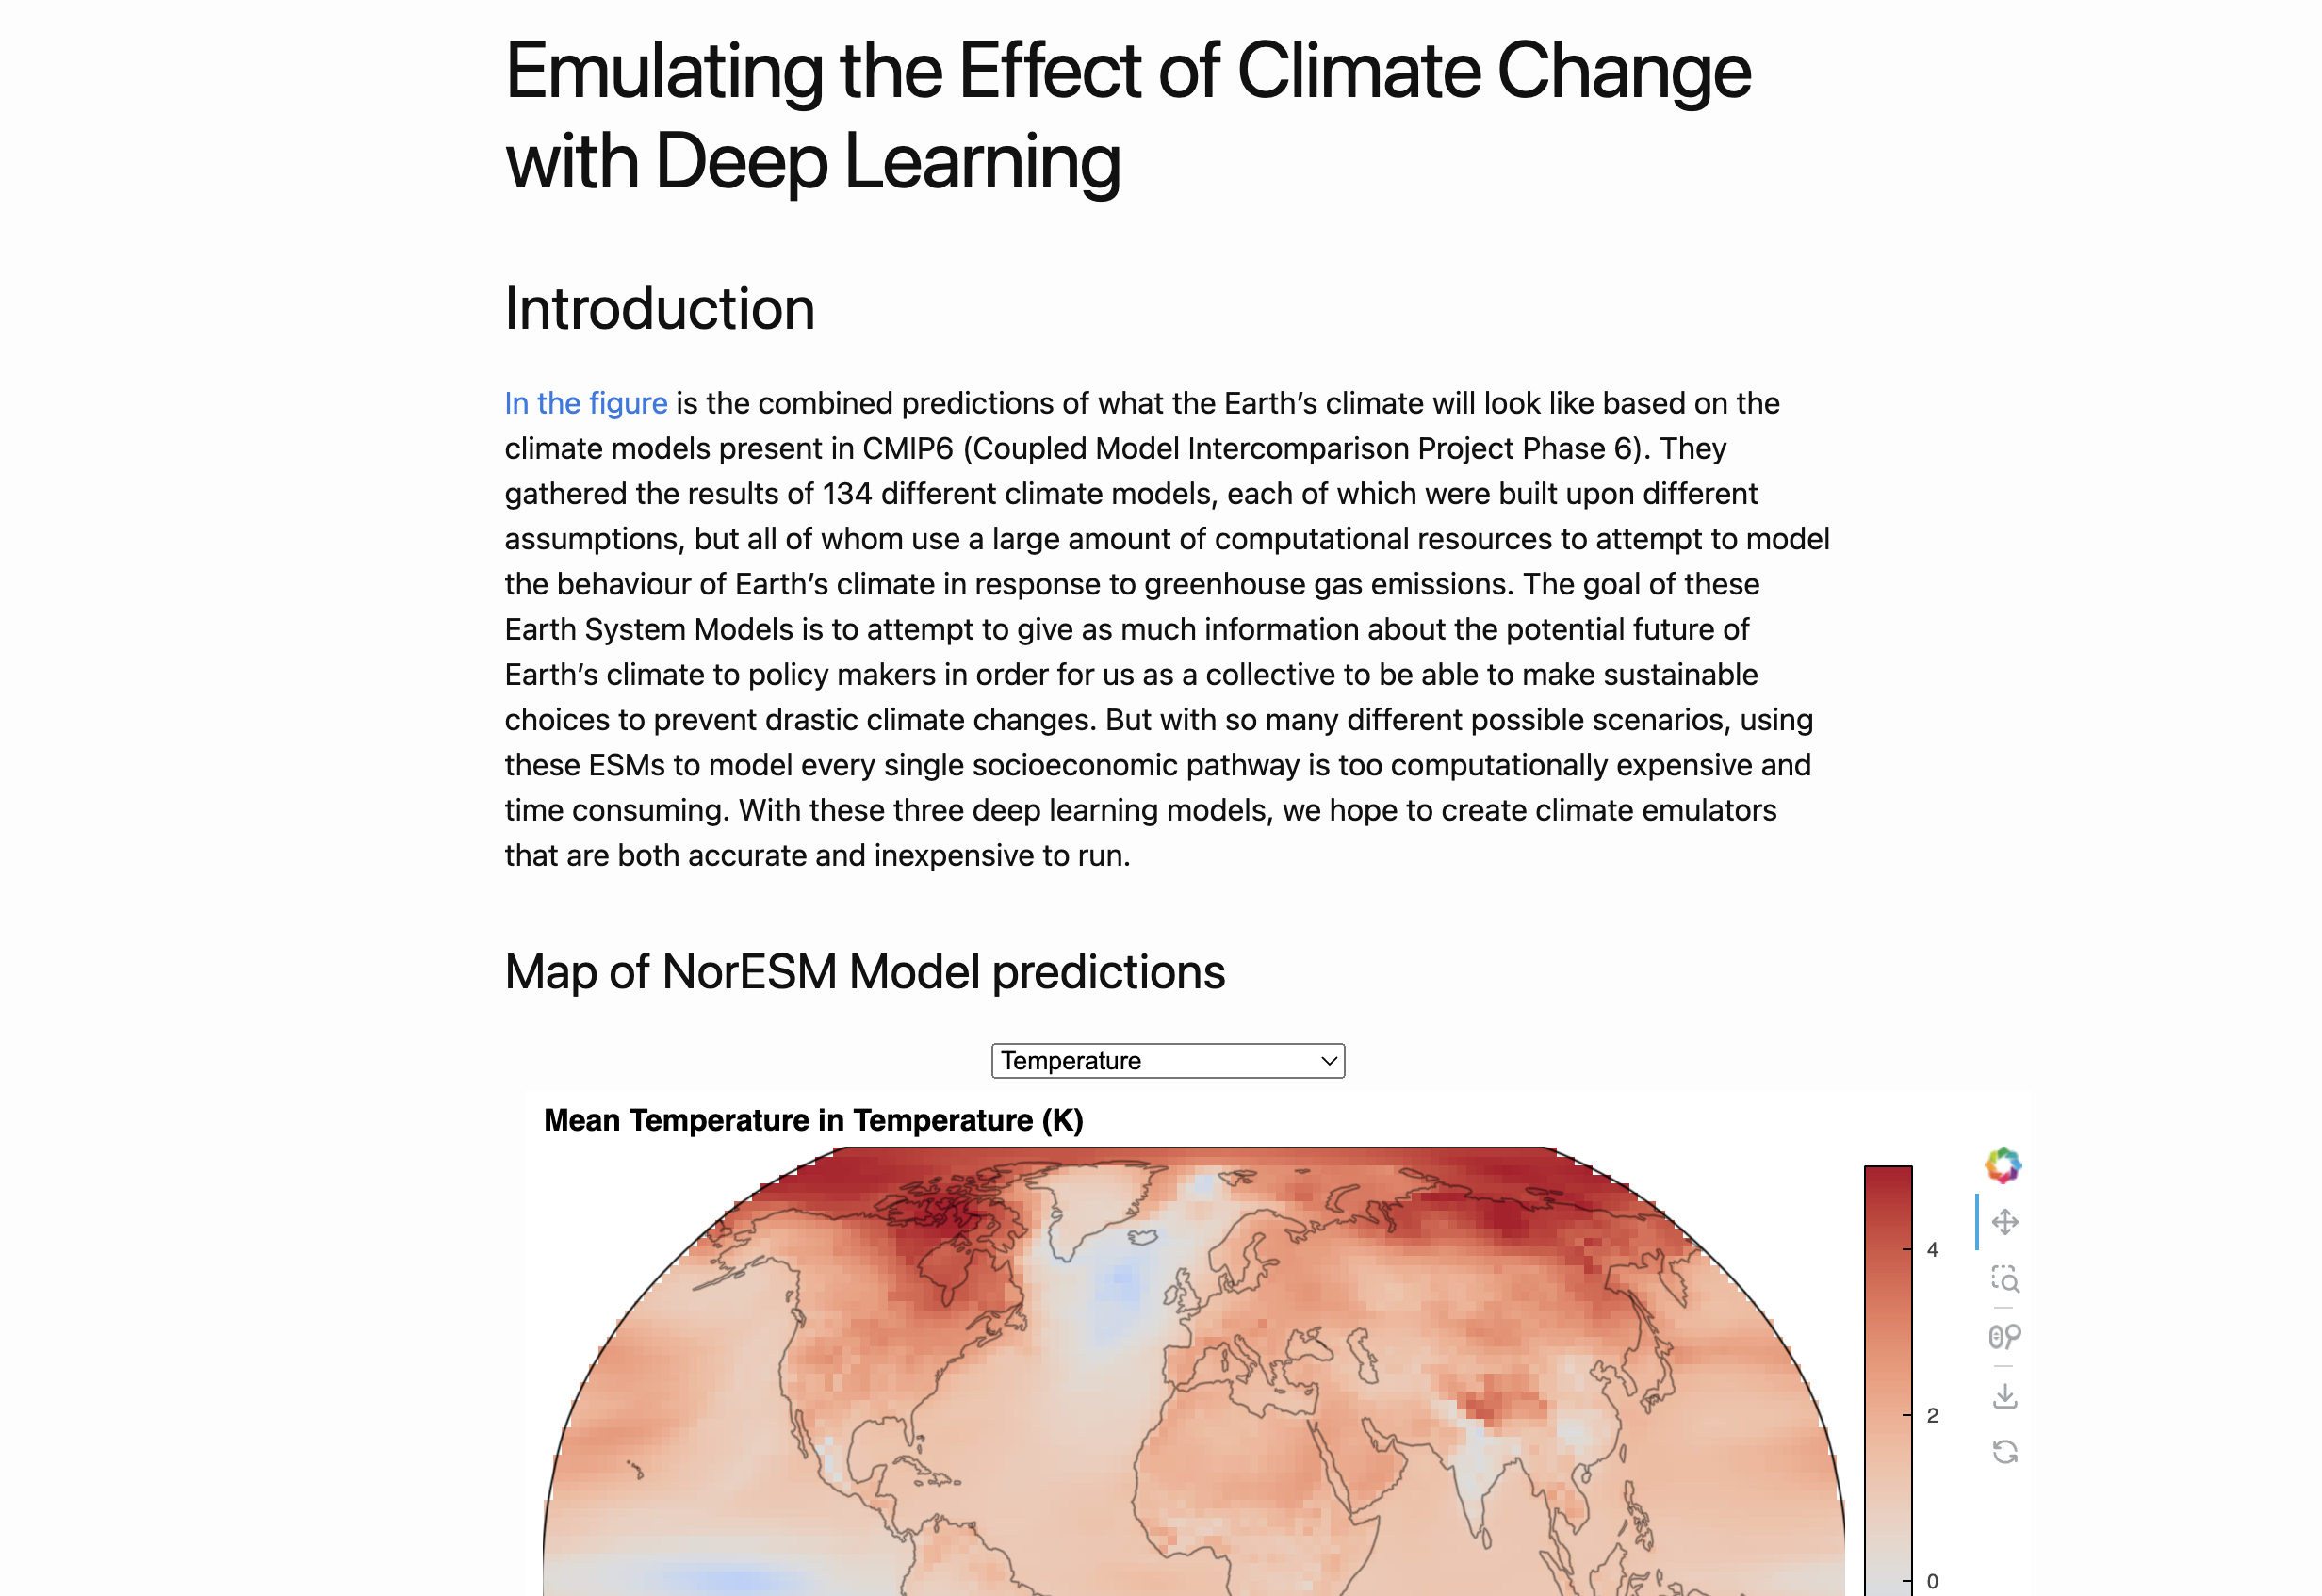 Emulating the Effect of Climate Change
with Deep Learning
Introduction
In the figure is the combined predictions of what the Earth’s climate will look like based on the
climate models present in CMIP6 (Coupled Model Intercomparison Project Phase 6). They
gathered the results of 134 different climate models, each of which were built upon different
assumptions, but all of whom use a large amount of computational resources to attempt to model
the behaviour of Earth’s climate in response to greenhouse gas emissions. The goal of these
Earth System Models is to attempt to give as much information about the potential future of
Earth’s climate to policy makers in order for us as a collective to be able to make sustainable
choices to prevent drastic climate changes. But with so many different possible scenarios, using
these ESMs to model every single socioeconomic pathway is too computationally expensive and
time consuming. With these three deep learning models, we hope to create climate emulators
that are both accurate and inexpensive to run.
Map of NorESM Model predictions
Temperature
Mean Temperature in Temperature (K)
4
2
0